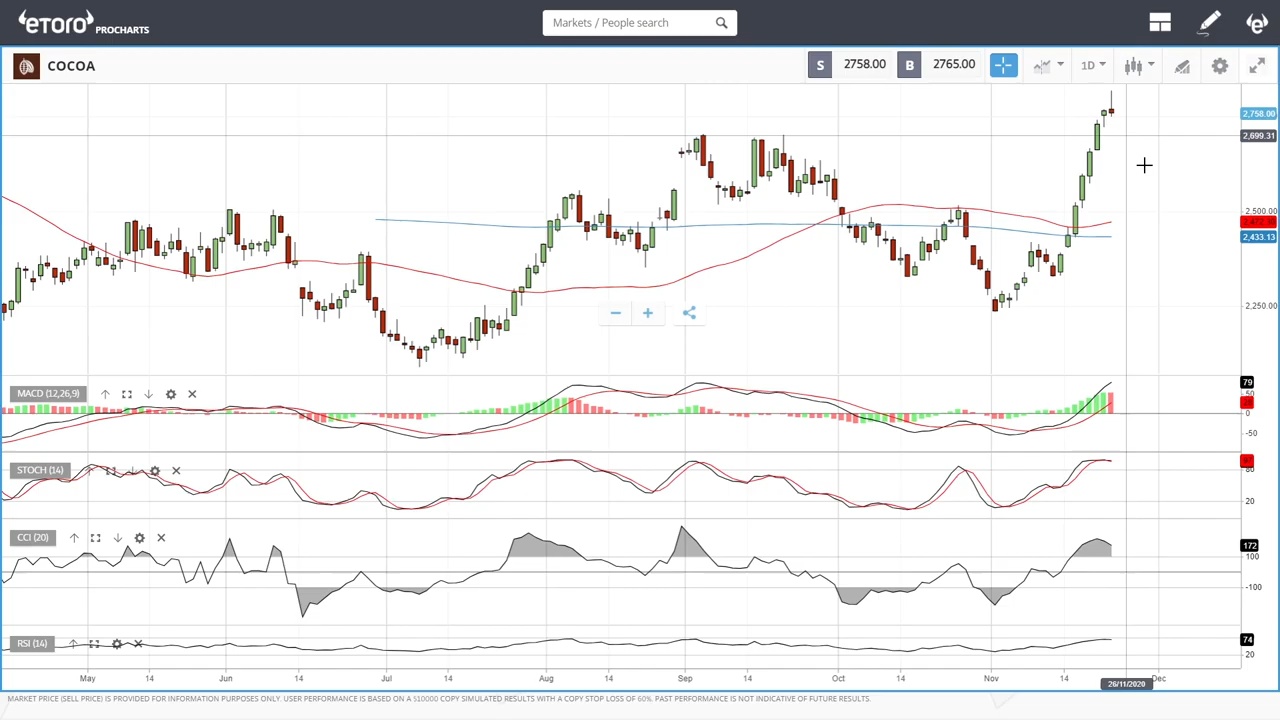 eToro PROCHARTS
Markets / People search
COCOA
S 2758.00 B 2765.00 1D
2,758.00
2,699.31
2,500.00
2,433.13
2,250.00
MACD (12,26,9)
79
50
0
-50
STOCH (14)
80
20
CCI (20)
172
100
-100
RSI (14)
74
20
May 14 Jun 14 Jul 14 Aug 14 Sep 14 Oct 14 Nov 14 Dec
26/11/2020
MARKET PRICE (SELL PRICE) IS PROVIDED FOR INFORMATION PURPOSES ONLY. USER PERFORMANCE IS BASED ON A $10000 COPY SIMULATED RESULTS WITH A COPY STOP LOSS OF 60%. PAST PERFORMANCE IS NOT INDICATIVE OF FUTURE RESULTS.